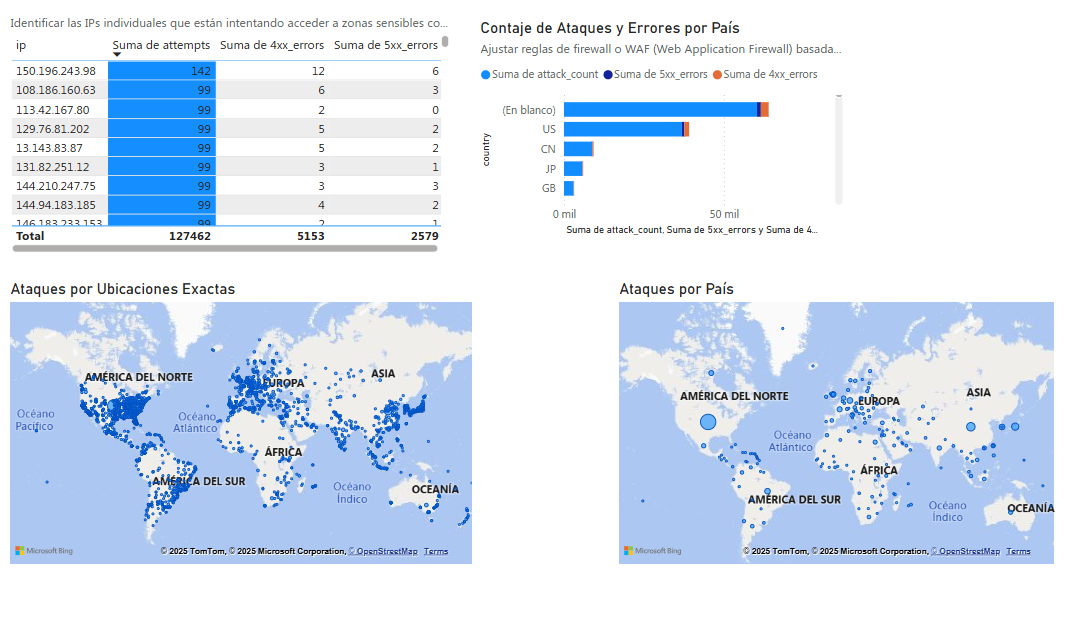 Identificar las IPs individuales que están intentando acceder a zonas sensibles co...
ip Suma de attempts Suma de 4xx_errors Suma de 5xx_errors
150.196.243.98 142 12 6
108.186.160.63 99 6 3
113.42.167.80 99 2 0
129.76.81.202 99 5 2
13.143.83.87 99 5 2
131.82.251.12 99 3 1
144.210.247.75 99 3 3
144.94.183.185 99 4 2
146.183.233.153 99 2 1
Total 127462 5153 2579
Contaje de Ataques y Errores por País
Ajustar reglas de firewall o WAF (Web Application Firewall) basada...
Suma de attack_count Suma de 5xx_errors Suma de 4xx_errors
country
(En blanco)
US
CN
JP
GB
0 mil 50 mil
Suma de attack_count, Suma de 5xx_errors y Suma de 4...
Ataques por Ubicaciones Exactas
AMÉRICA DEL NORTE
EUROPA
ASIA
Océano
Pacífico
Océano
Atlántico
ÁFRICA
AMÉRICA DEL SUR
Océano
Índico
OCEANÍA
Microsoft Bing
© 2025 TomTom, © 2025 Microsoft Corporation, © OpenStreetMap Terms
Ataques por País
AMÉRICA DEL NORTE
EUROPA
ASIA
Océano
Atlántico
ÁFRICA
AMÉRICA DEL SUR
Océano
Índico
OCEANÍA
Microsoft Bing
© 2025 TomTom, © 2025 Microsoft Corporation, © OpenStreetMap Terms